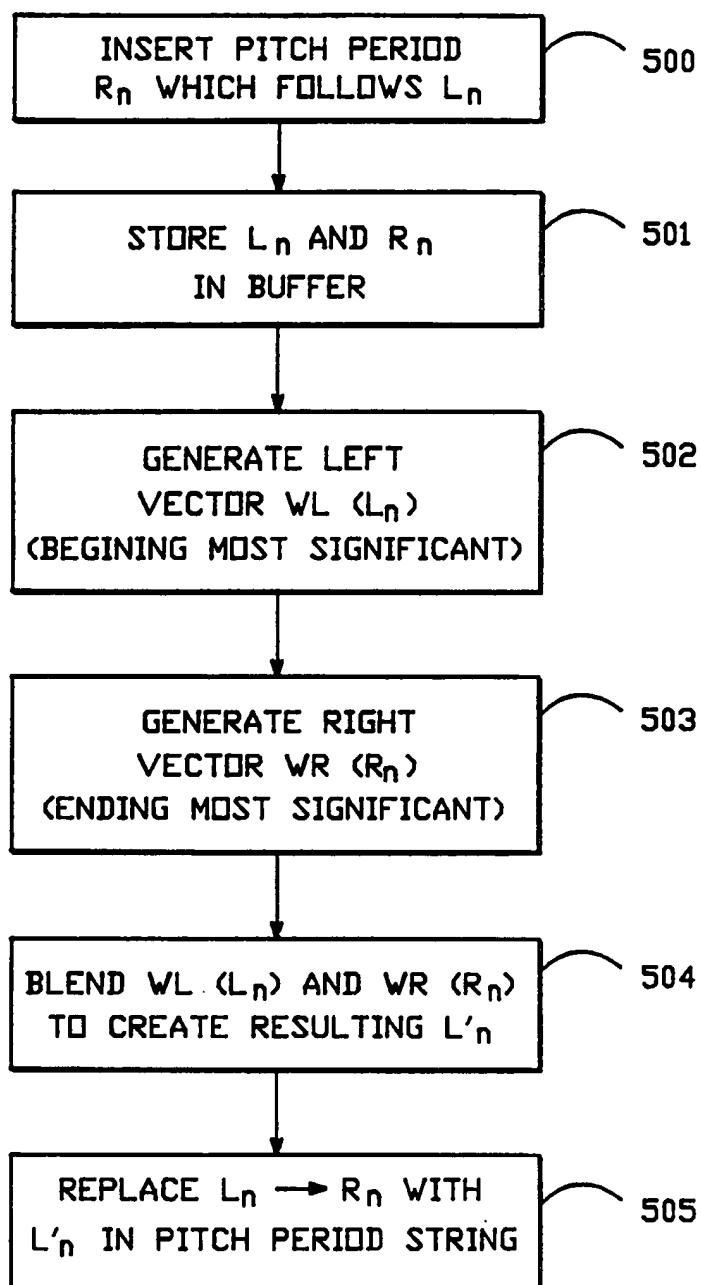 INSERT PITCH PERIOD
Rn WHICH FOLLOWS Ln
500
STORE Ln AND Rn
IN BUFFER
501
GENERATE LEFT
VECTOR WL (Ln)
(BEGINING MOST SIGNIFICANT)
502
GENERATE RIGHT
VECTOR WR (Rn)
(ENDING MOST SIGNIFICANT)
503
BLEND WL (Ln) AND WR (Rn)
TO CREATE RESULTING L'n
504
REPLACE Ln → Rn WITH
L'n IN PITCH PERIOD STRING
505